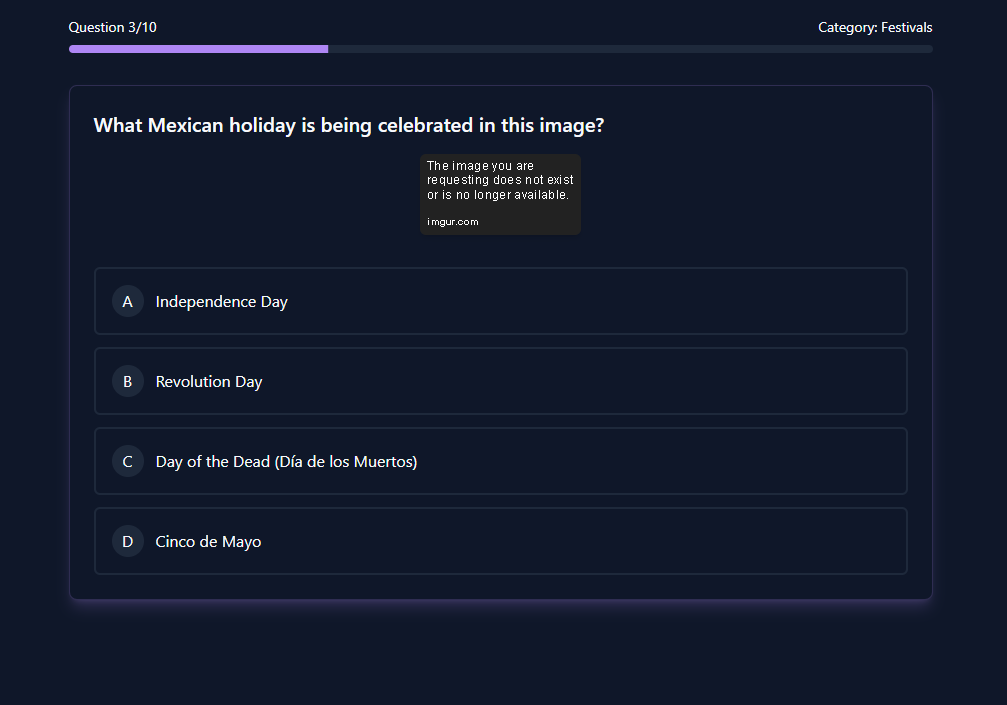 Question 3/10
Category: Festivals
What Mexican holiday is being celebrated in this image?
The image you are
requesting does not exist
or is no longer available.
imgur.com
A Independence Day
B Revolution Day
C Day of the Dead (Día de los Muertos)
D Cinco de Mayo